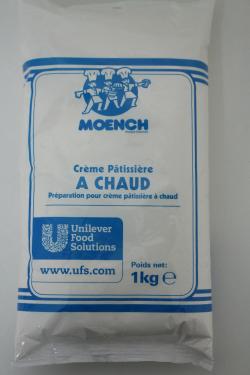 MOENCH
Crème Pâtissière
A CHAUD
Préparation pour crème pâtissière à chaud
Unilever
Food
Solutions
www.ufs.com
Poids net:
1kg ℮